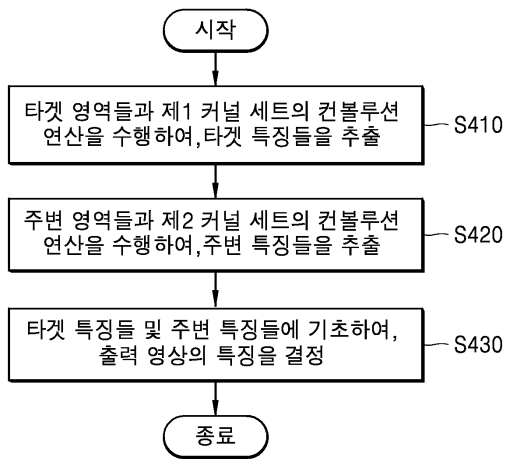 시작
타겟 영역들과 제1 커널 세트의 컨볼루션
연산을 수행하여,타겟 특징들을 추출
S410
주변 영역들과 제2 커널 세트의 컨볼루션
연산을 수행하여,주변 특징들을 추출
S420
타겟 특징들 및 주변 특징들에 기초하여,
출력 영상의 특징을 결정
S430
종료